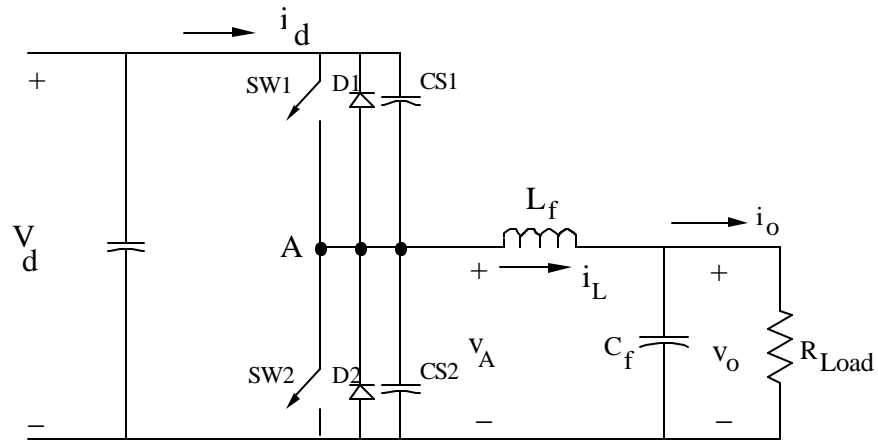 i_d
+
SW1
D1
CS1
V_d
A
L_f
i_o
+
i_L
+
v_A
C_f
v_o
R_Load
SW2
D2
CS2
−
−
−